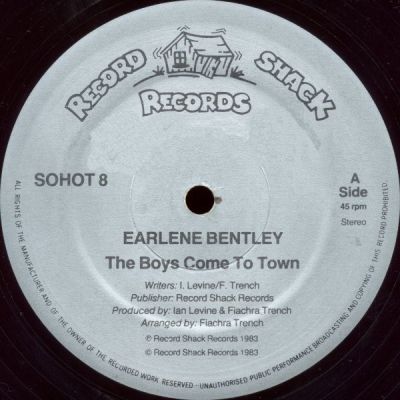 RECORD SHACK
RECORDS
SOHOT 8
A
Side
45 rpm
Stereo
EARLENE BENTLEY
The Boys Come To Town
Writers: I. Levine/F. Trench
Publisher: Record Shack Records
Produced by: Ian Levine & Fiachra Trench
Arranged by: Fiachra Trench
℗ Record Shack Records 1983
© Record Shack Records 1983
ALL RIGHTS OF THE MANUFACTURER AND OF THE OWNER OF THE RECORDED WORK RESERVED · UNAUTHORISED PUBLIC PERFORMANCE BROADCASTING AND COPYING OF THIS RECORD PROHIBITED.